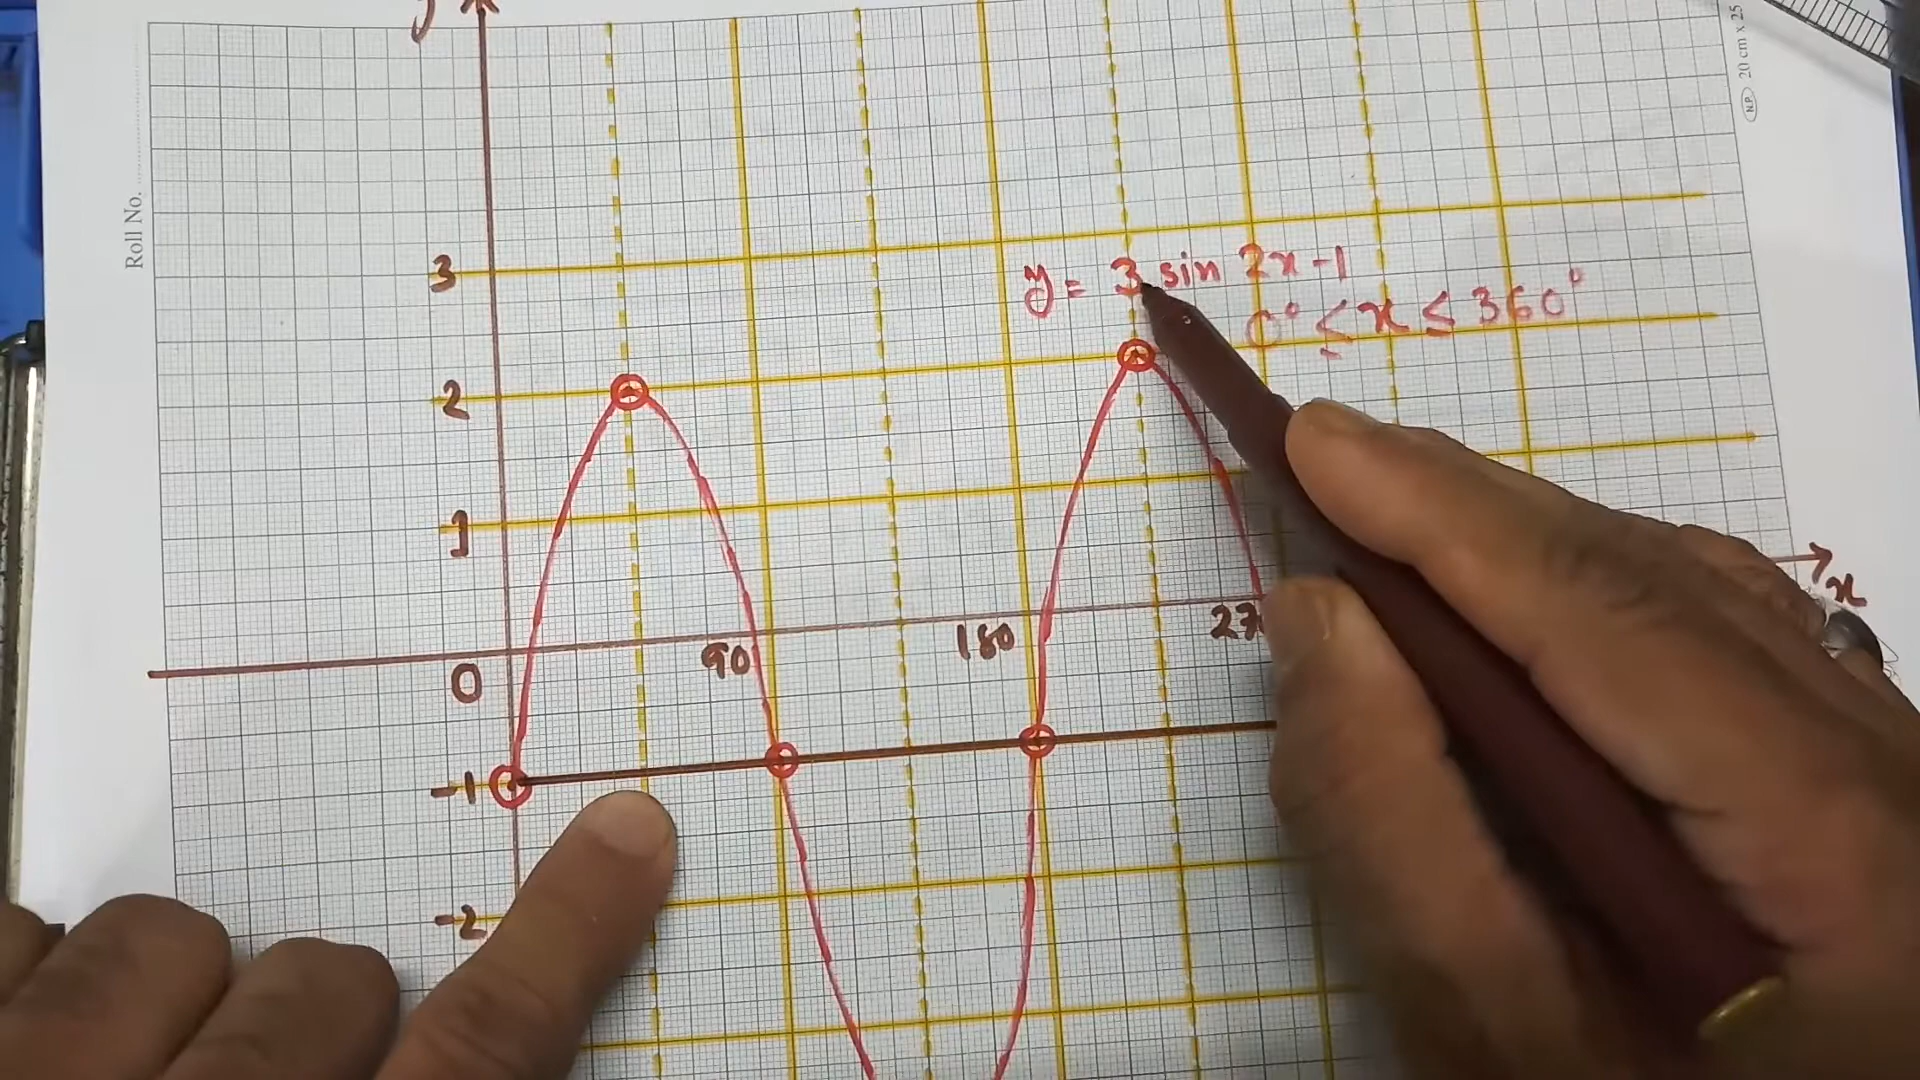 y
Roll No.
20 cm x 25
N.P.
3
y = 3 sin 2x - 1
0° ≤ x ≤ 360°
2
1
x
0
90
180
27
-1
-2